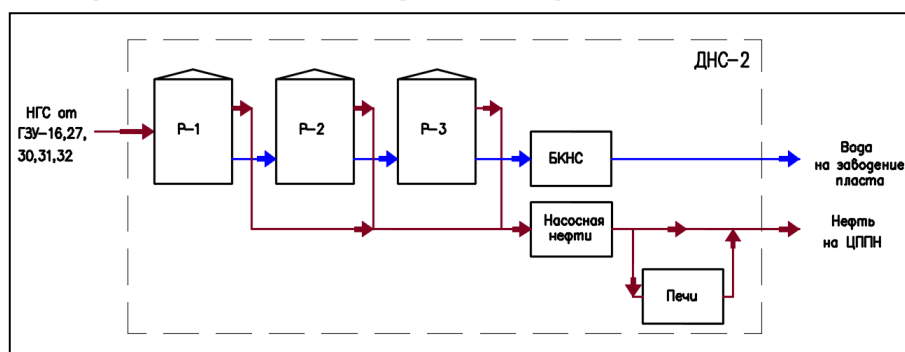 ДНС-2
НГС от
ГЗУ-16,27,
30,31,32
Р-1
Р-2
Р-3
БКНС
Вода
на заводение
пласта
Насосная
нефти
Нефть
на ЦППН
Печи